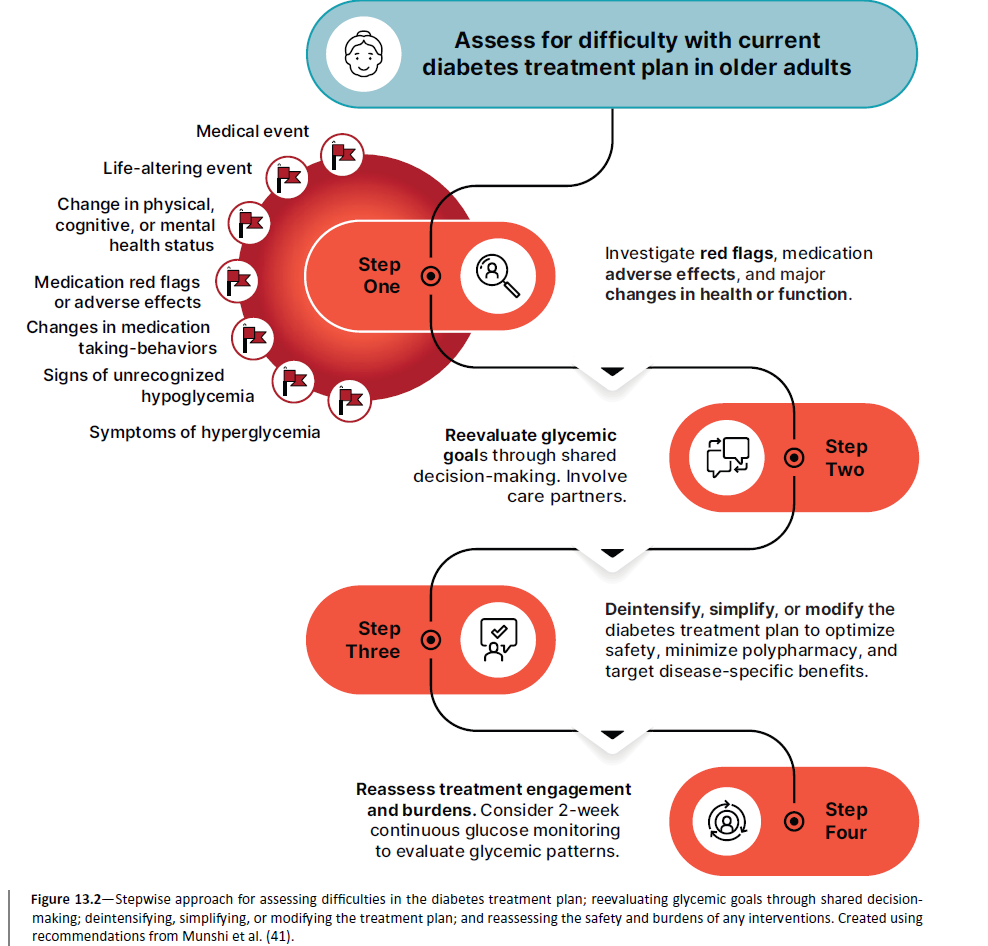 Assess for difficulty with current
diabetes treatment plan in older adults
Medical event
Life-altering event
Change in physical,
cognitive, or mental
health status
Medication red flags
or adverse effects
Changes in medication
taking-behaviors
Signs of unrecognized
hypoglycemia
Symptoms of hyperglycemia
Step
One
Investigate red flags, medication
adverse effects, and major
changes in health or function.
Reevaluate glycemic
goals through shared
decision-making. Involve
care partners.
Step
Two
Step
Three
Deintensify, simplify, or modify the
diabetes treatment plan to optimize
safety, minimize polypharmacy, and
target disease-specific benefits.
Reassess treatment engagement
and burdens. Consider 2-week
continuous glucose monitoring
to evaluate glycemic patterns.
Step
Four
Figure 13.2—Stepwise approach for assessing difficulties in the diabetes treatment plan; reevaluating glycemic goals through shared decision-
making; deintensifying, simplifying, or modifying the treatment plan; and reassessing the safety and burdens of any interventions. Created using
recommendations from Munshi et al. (41).